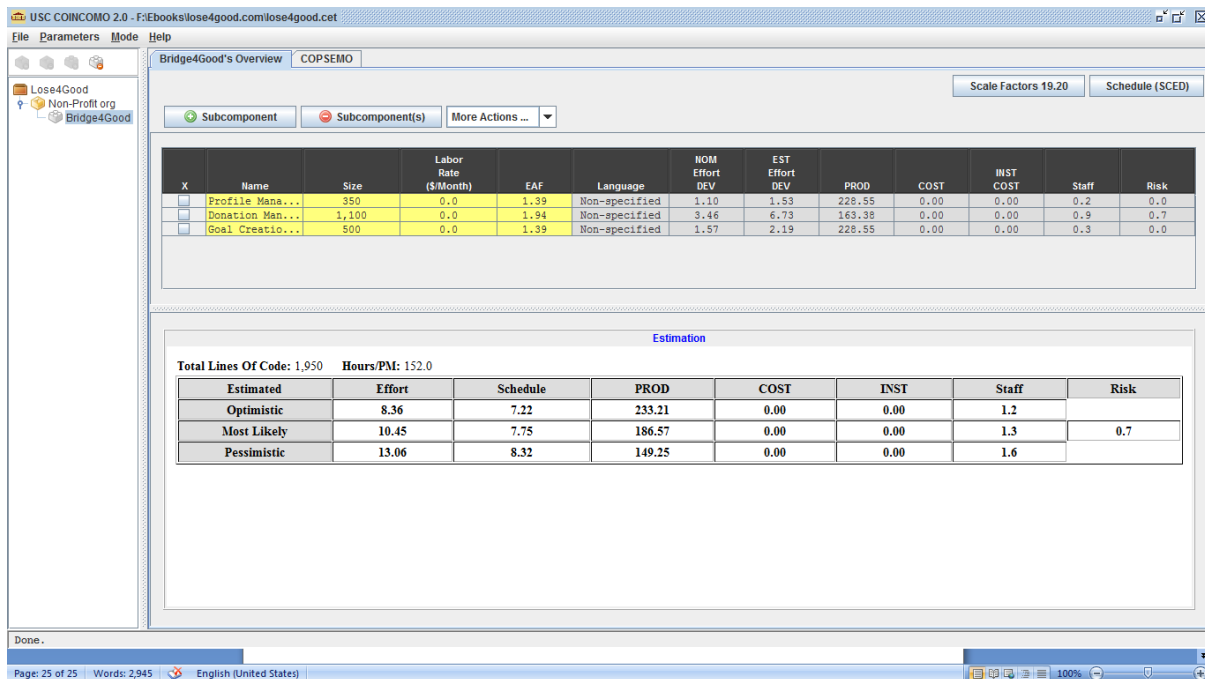 USC COINCOMO 2.0 - F:\Ebooks\lose4good.com\lose4good.cet
File Parameters Mode Help
Bridge4Good's Overview COPSEMO
Lose4Good
Non-Profit org
Bridge4Good
Scale Factors 19.20 Schedule (SCED)
Subcomponent Subcomponent(s) More Actions ...
X Name Size Labor Rate ($/Month) EAF Language NOM Effort DEV EST Effort DEV PROD COST INST COST Staff Risk
Profile Mana... 350 0.0 1.39 Non-specified 1.10 1.53 228.55 0.00 0.00 0.2 0.0
Donation Man... 1,100 0.0 1.94 Non-specified 3.46 6.73 163.38 0.00 0.00 0.9 0.7
Goal Creatio... 500 0.0 1.39 Non-specified 1.57 2.19 228.55 0.00 0.00 0.3 0.0
Estimation
Total Lines Of Code: 1,950 Hours/PM: 152.0
Estimated Effort Schedule PROD COST INST Staff Risk
Optimistic 8.36 7.22 233.21 0.00 0.00 1.2
Most Likely 10.45 7.75 186.57 0.00 0.00 1.3 0.7
Pessimistic 13.06 8.32 149.25 0.00 0.00 1.6
Done.
Page: 25 of 25 Words: 2,945 English (United States) 100%